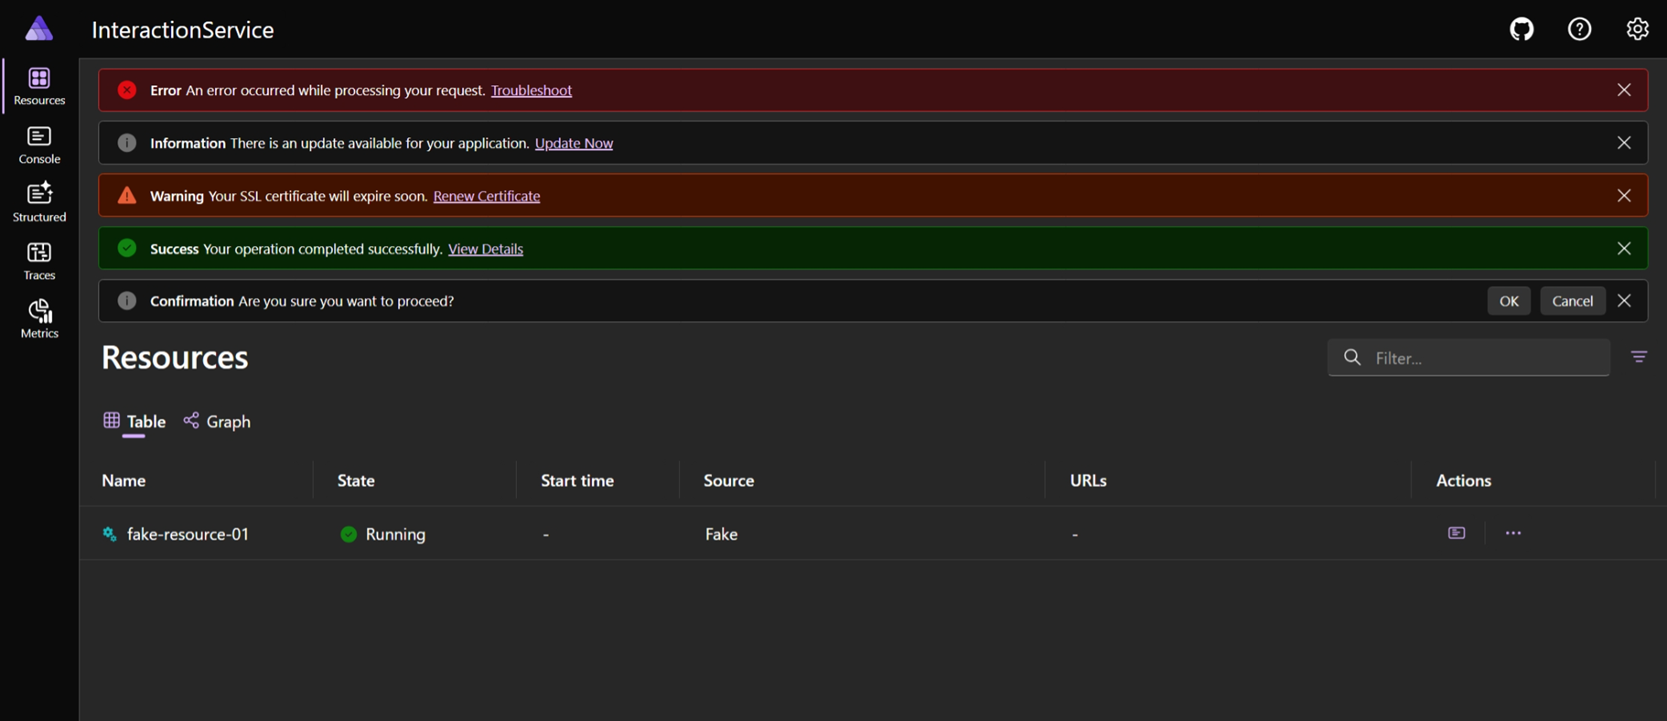 InteractionService
Resources
Console
Structured
Traces
Metrics
Error An error occurred while processing your request. Troubleshoot
Information There is an update available for your application. Update Now
Warning Your SSL certificate will expire soon. Renew Certificate
Success Your operation completed successfully. View Details
Confirmation Are you sure you want to proceed? OK Cancel
Resources
Filter...
Table Graph
Name State Start time Source URLs Actions
fake-resource-01 Running - Fake -